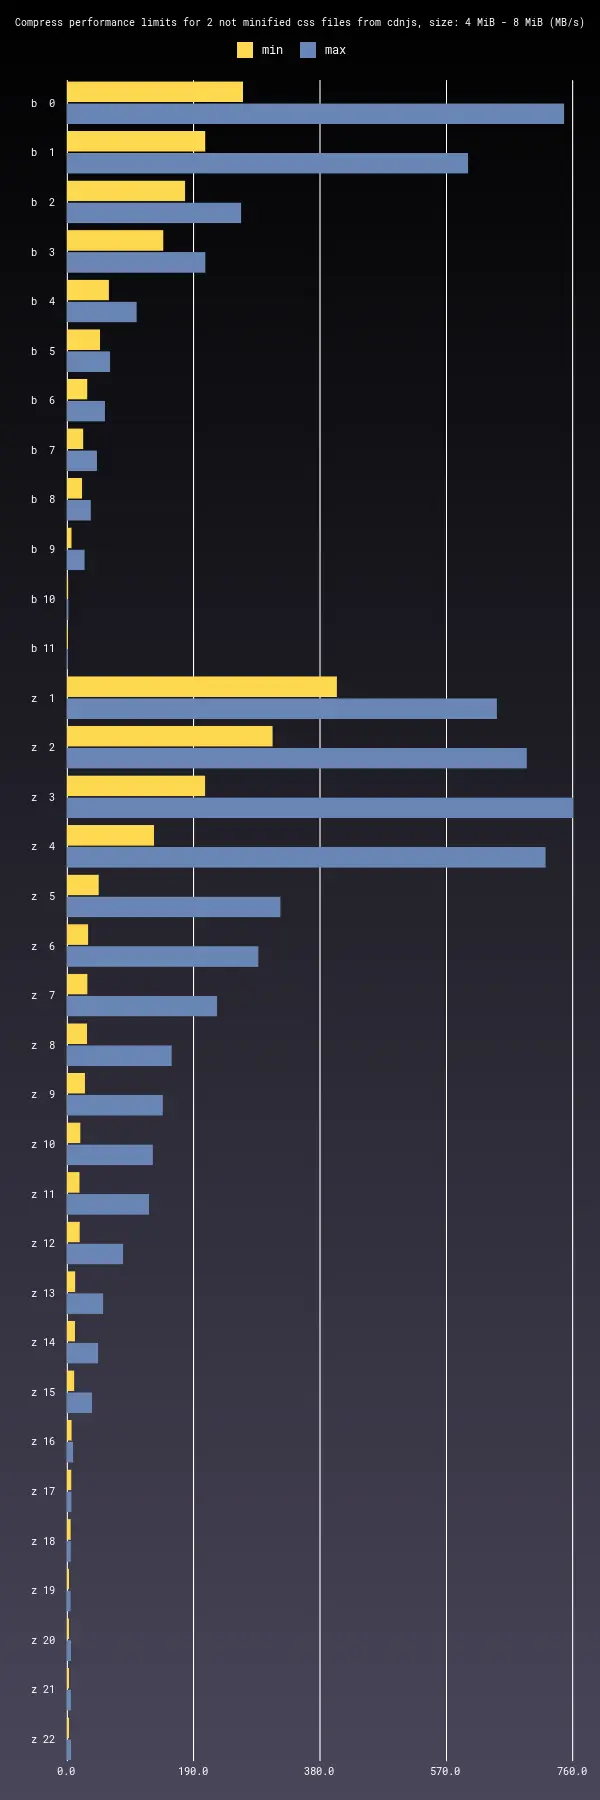 Compress performance limits for 2 not minified css files from cdnjs, size: 4 MiB - 8 MiB (MB/s)
min max
b 0
b 1
b 2
b 3
b 4
b 5
b 6
b 7
b 8
b 9
b 10
b 11
z 1
z 2
z 3
z 4
z 5
z 6
z 7
z 8
z 9
z 10
z 11
z 12
z 13
z 14
z 15
z 16
z 17
z 18
z 19
z 20
z 21
z 22
0.0 190.0 380.0 570.0 760.0